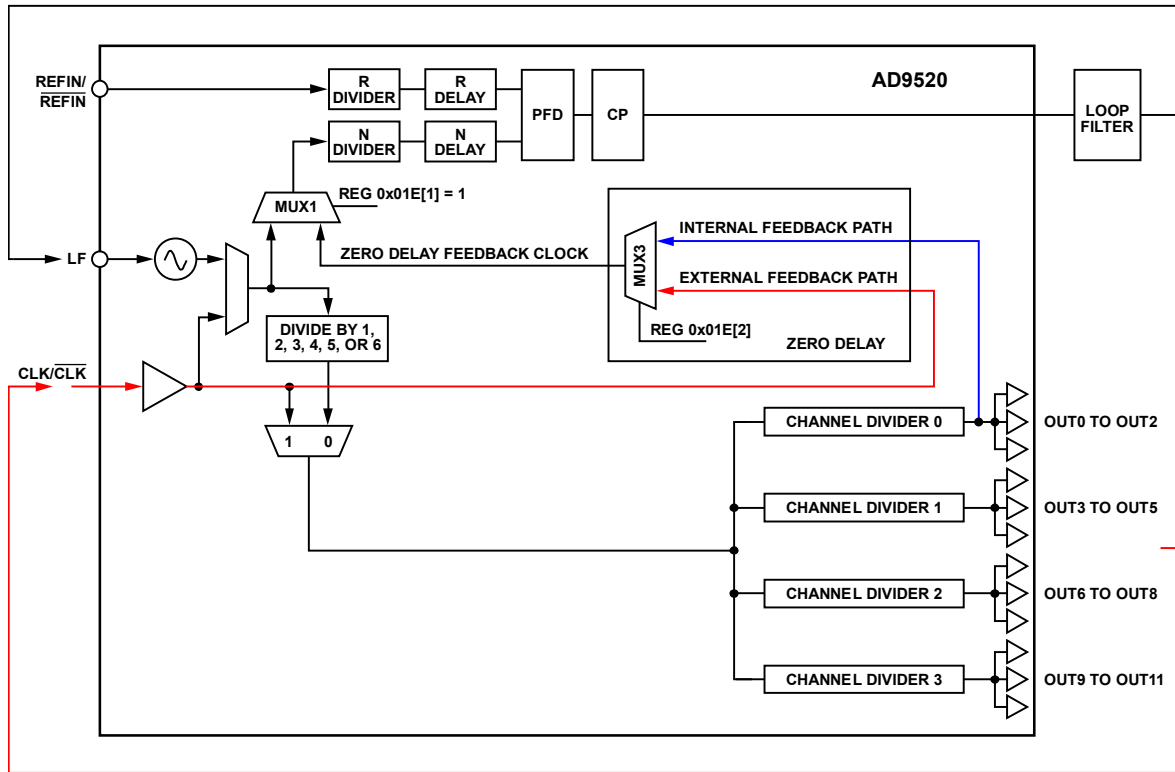 AD9520
REFIN/
REFIN
R
DIVIDER
R
DELAY
PFD
CP
LOOP
FILTER
N
DIVIDER
N
DELAY
REG 0x01E[1] = 1
MUX1
LF
ZERO DELAY FEEDBACK CLOCK
MUX3
INTERNAL FEEDBACK PATH
EXTERNAL FEEDBACK PATH
REG 0x01E[2]
ZERO DELAY
DIVIDE BY 1,
2, 3, 4, 5, OR 6
CLK/CLK
1 0
CHANNEL DIVIDER 0
OUT0 TO OUT2
CHANNEL DIVIDER 1
OUT3 TO OUT5
CHANNEL DIVIDER 2
OUT6 TO OUT8
CHANNEL DIVIDER 3
OUT9 TO OUT11